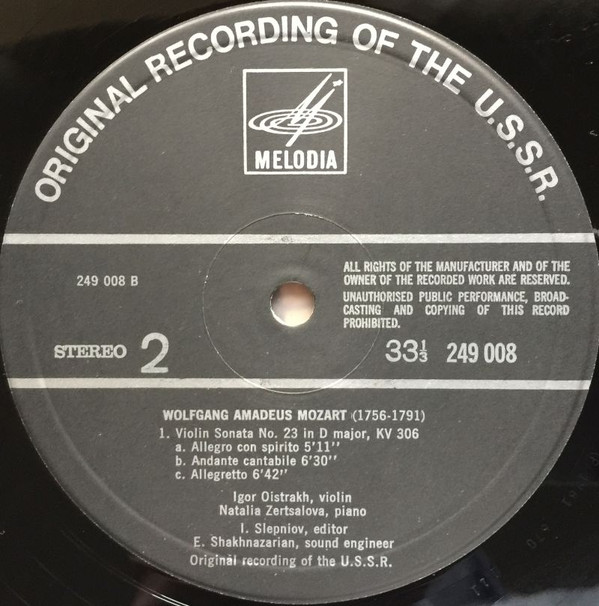 ORIGINAL RECORDING OF THE U.S.S.R.
MELODIA
249 008 B
ALL RIGHTS OF THE MANUFACTURER AND OF THE
OWNER OF THE RECORDED WORK ARE RESERVED.
UNAUTHORISED PUBLIC PERFORMANCE, BROAD-
CASTING AND COPYING OF THIS RECORD
PROHIBITED.
STEREO 2
33⅓ 249 008
WOLFGANG AMADEUS MOZART (1756-1791)
1. Violin Sonata No. 23 in D major, KV 306
a. Allegro con spirito 5'11''
b. Andante cantabile 6'30''
c. Allegretto 6'42''
Igor Oistrakh, violin
Natalia Zertsalova, piano
I. Slepniov, editor
E. Shakhnazarian, sound engineer
Original recording of the U.S.S.R.